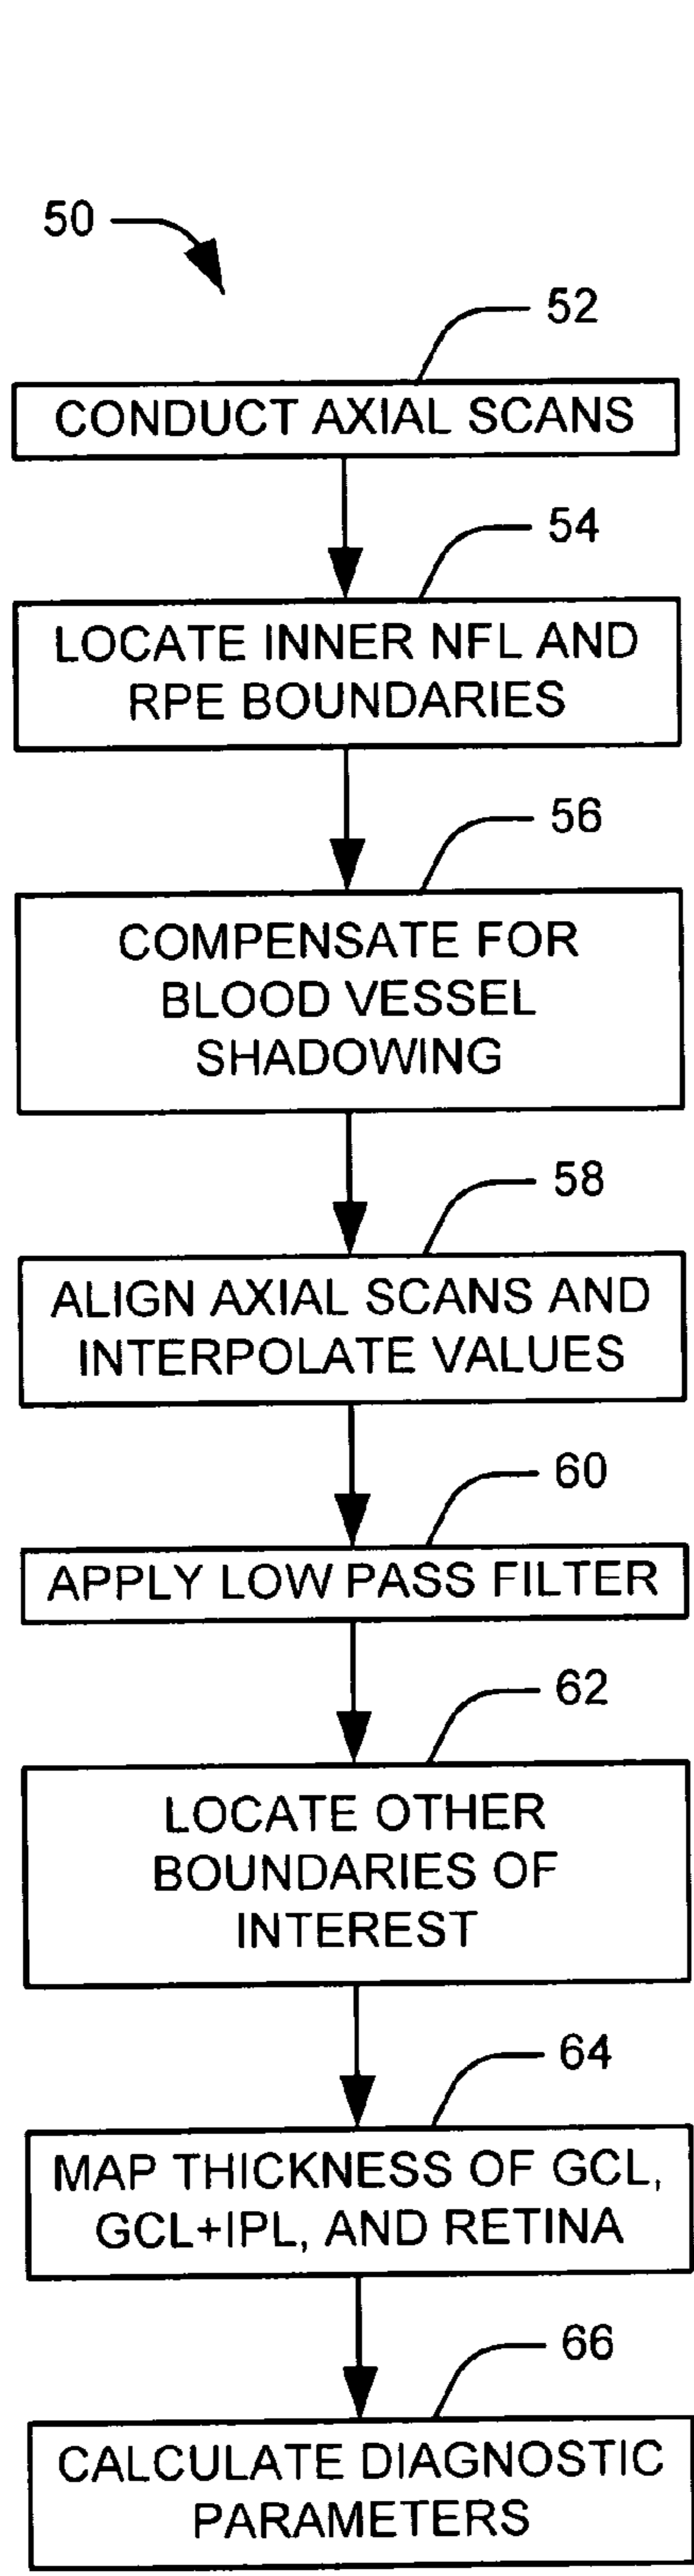 50
52
CONDUCT AXIAL SCANS
54
LOCATE INNER NFL AND
RPE BOUNDARIES
56
COMPENSATE FOR
BLOOD VESSEL
SHADOWING
58
ALIGN AXIAL SCANS AND
INTERPOLATE VALUES
60
APPLY LOW PASS FILTER
62
LOCATE OTHER
BOUNDARIES OF
INTEREST
64
MAP THICKNESS OF GCL,
GCL+IPL, AND RETINA
66
CALCULATE DIAGNOSTIC
PARAMETERS